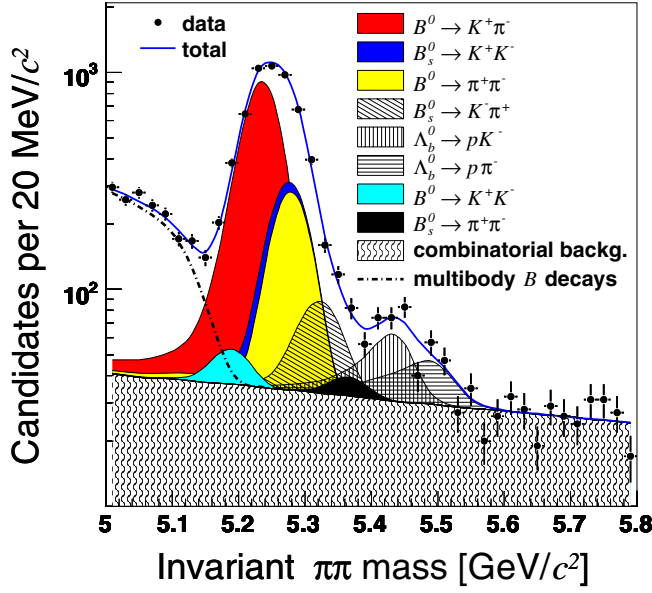 Candidates per 20 MeV/c²
10³
10²
data
total
B⁰ → K⁺π⁻
B⁰ₛ → K⁺K⁻
B⁰ → π⁺π⁻
B⁰ₛ → K⁻π⁺
Λ⁰_b → pK⁻
Λ⁰_b → pπ⁻
B⁰ → K⁺K⁻
B⁰ₛ → π⁺π⁻
combinatorial backg.
multibody B decays
5 5.1 5.2 5.3 5.4 5.5 5.6 5.7 5.8
Invariant ππ mass [GeV/c²]